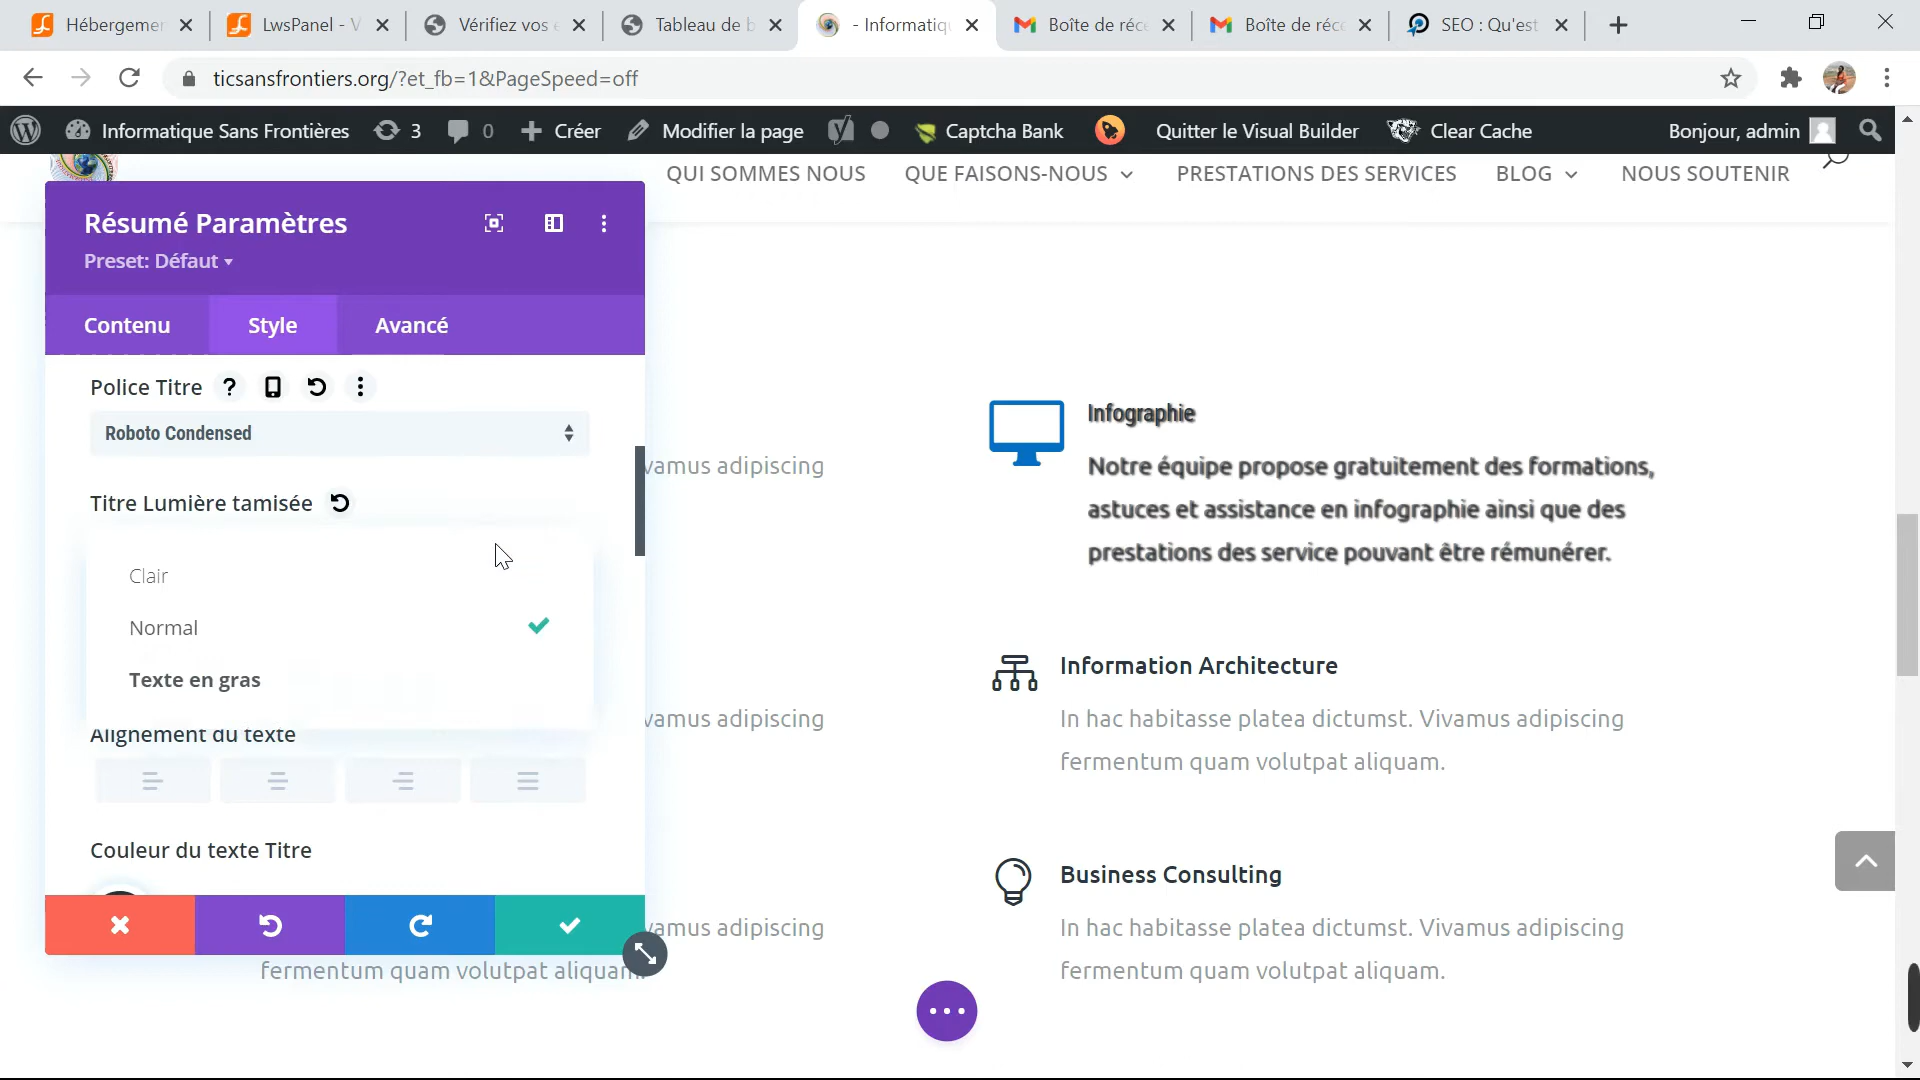 Hébergemer
LwsPanel - V
Vérifiez vos e
Tableau de b
- Informatiq
Boîte de réce
Boîte de réce
SEO : Qu'est
ticsansfrontiers.org/?et_fb=1&PageSpeed=off
Informatique Sans Frontières 3 0 Créer Modifier la page Captcha Bank Quitter le Visual Builder Clear Cache Bonjour, admin
QUI SOMMES NOUS QUE FAISONS-NOUS PRESTATIONS DES SERVICES BLOG NOUS SOUTENIR
Résumé Paramètres
Preset: Défaut
Contenu Style Avancé
Police Titre ?
Roboto Condensed
Titre Lumière tamisée
Clair
Normal
Texte en gras
Alignement du texte
Couleur du texte Titre
vamus adipiscing
vamus adipiscing
vamus adipiscing
fermentum quam volutpat aliquam.
Infographie
Notre équipe propose gratuitement des formations,
astuces et assistance en infographie ainsi que des
prestations des service pouvant être rémunérer.
Information Architecture
In hac habitasse platea dictumst. Vivamus adipiscing
fermentum quam volutpat aliquam.
Business Consulting
In hac habitasse platea dictumst. Vivamus adipiscing
fermentum quam volutpat aliquam.